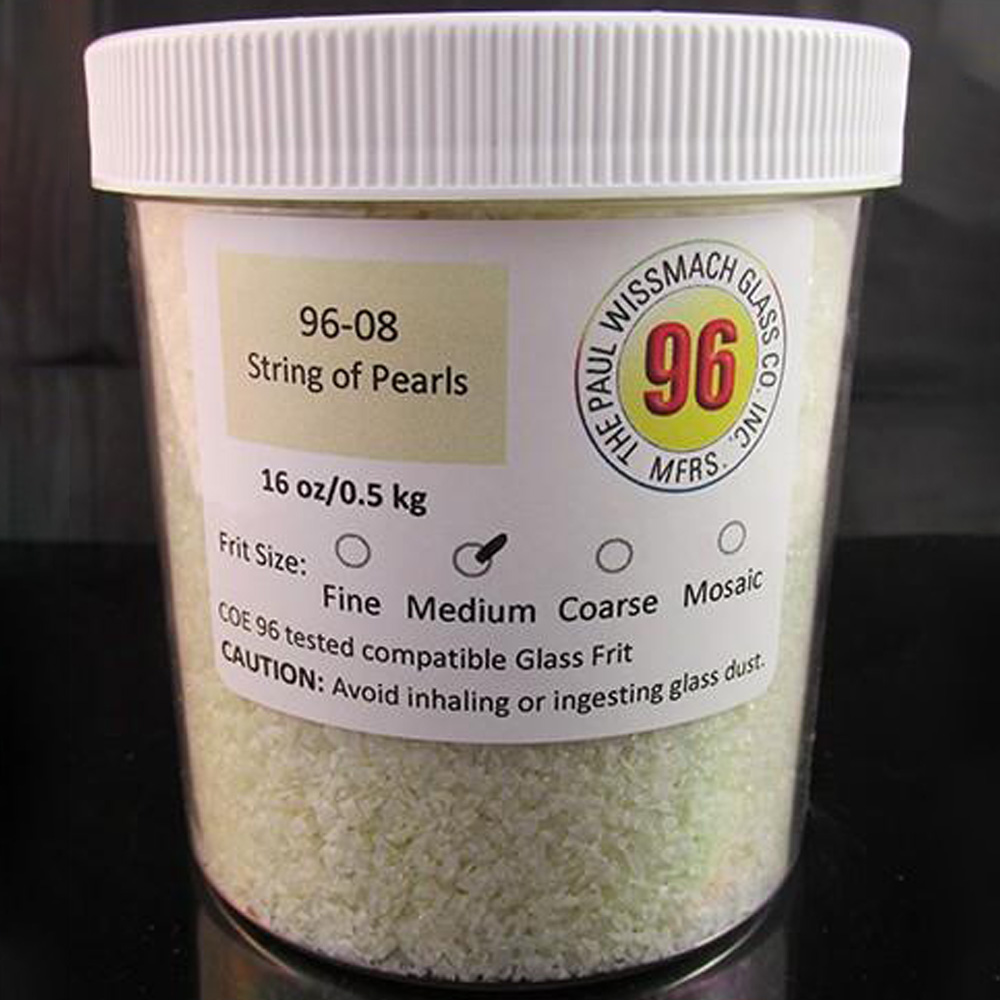 96-08
String of Pearls
THE PAUL WISSMACH GLASS CO. INC.
MFRS.
96
16 oz/0.5 kg
Frit Size:
Fine Medium Coarse Mosaic
COE 96 tested compatible Glass Frit
CAUTION: Avoid inhaling or ingesting glass dust.